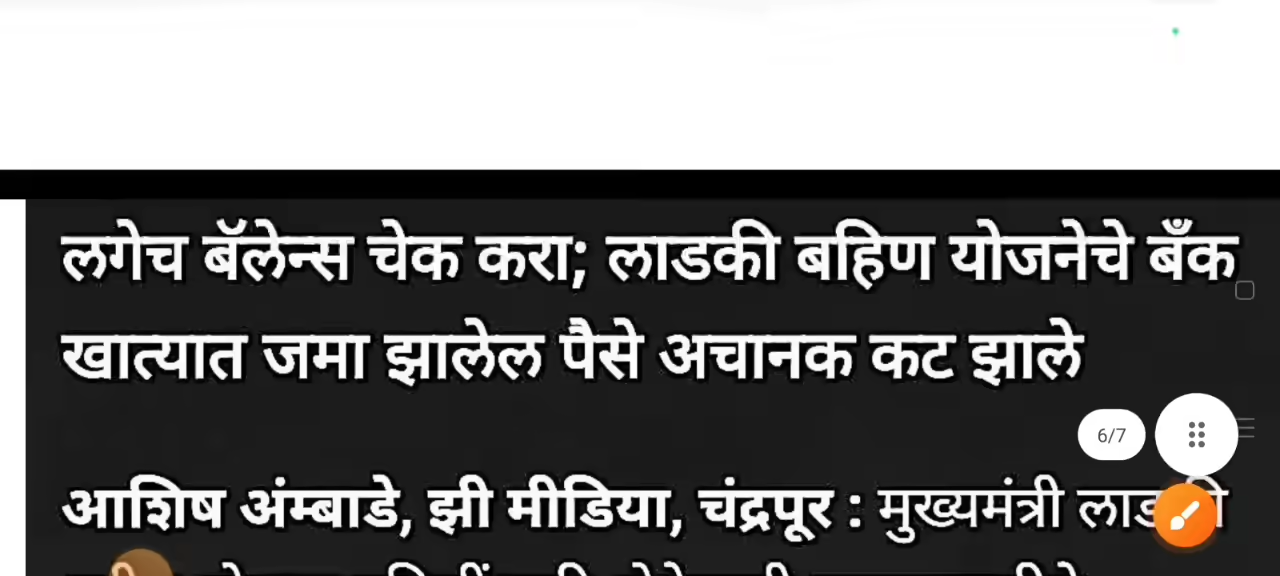 लगेच बॅलेन्स चेक करा; लाडकी बहिण योजनेचे बँक
खात्यात जमा झालेल पैसे अचानक कट झाले
6/7
आशिष अंम्बाडे, झी मीडिया, चंद्रपूर : मुख्यमंत्री